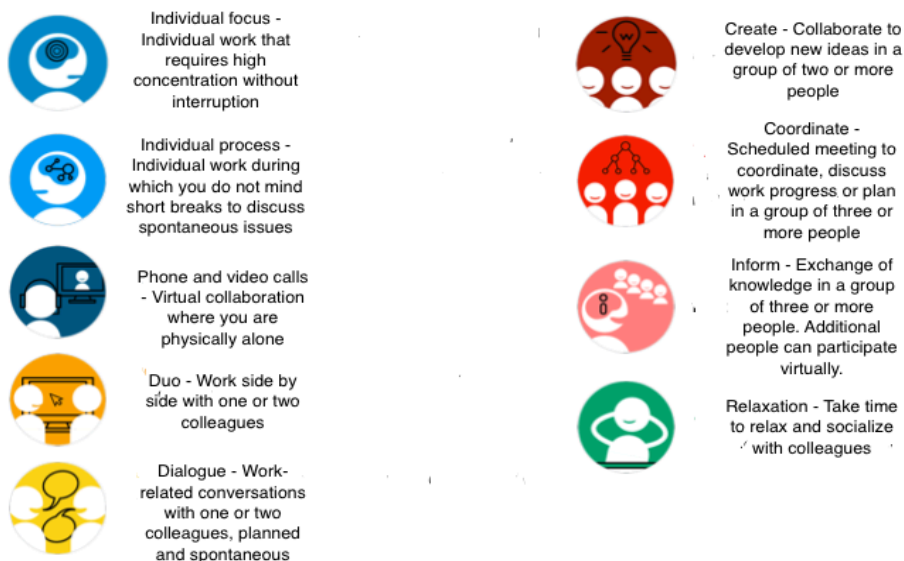 Individual focus -
Individual work that
requires high
concentration without
interruption
Individual process -
Individual work during
which you do not mind
short breaks to discuss
spontaneous issues
Phone and video calls
- Virtual collaboration
where you are
physically alone
Duo - Work side by
side with one or two
colleagues
Dialogue - Work-
related conversations
with one or two
colleagues, planned
and spontaneous
Create - Collaborate to
develop new ideas in a
group of two or more
people
Coordinate -
Scheduled meeting to
coordinate, discuss
work progress or plan
in a group of three or
more people
Inform - Exchange of
knowledge in a group
of three or more
people. Additional
people can participate
virtually.
Relaxation - Take time
to relax and socialize
with colleagues